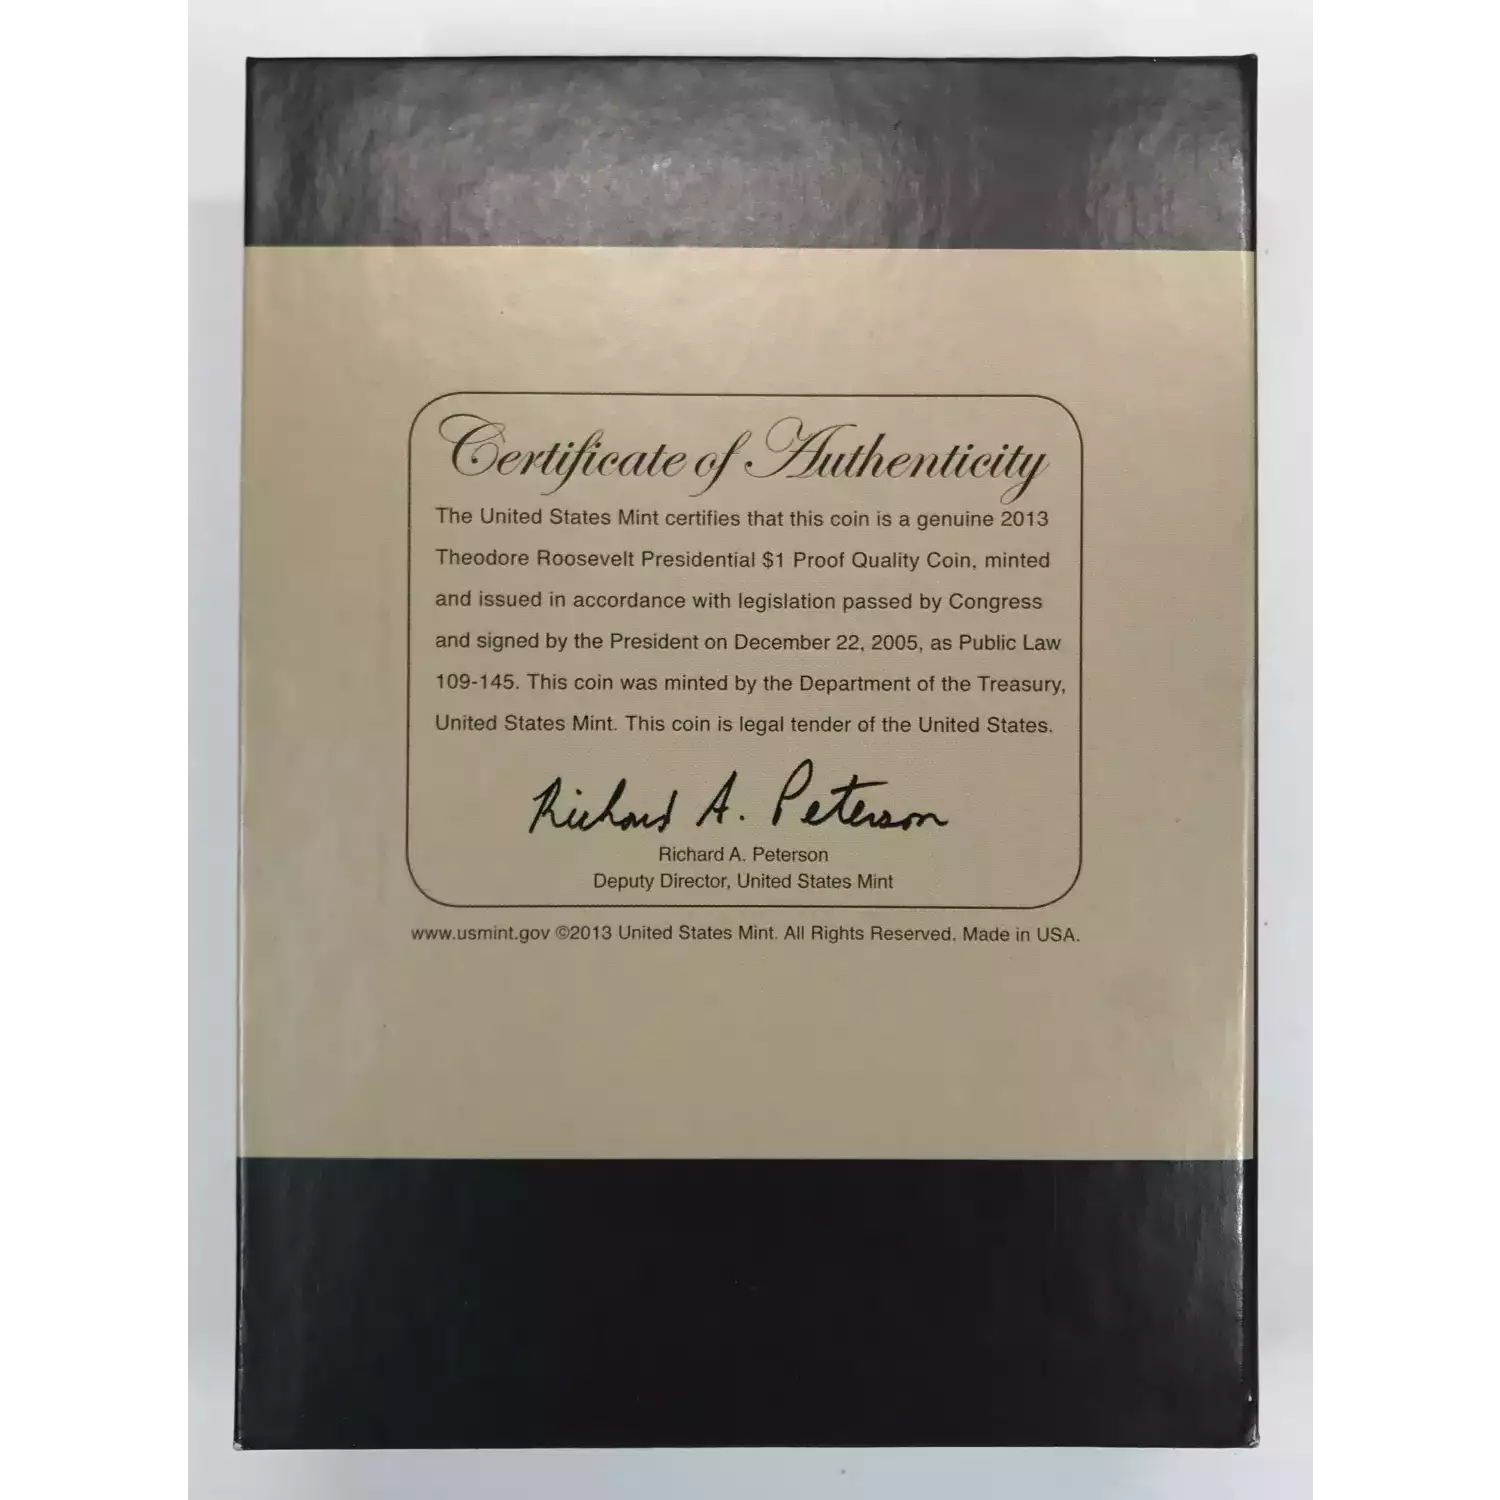 Certificate of Authenticity
The United States Mint certifies that this coin is a genuine 2013
Theodore Roosevelt Presidential $1 Proof Quality Coin, minted
and issued in accordance with legislation passed by Congress
and signed by the President on December 22, 2005, as Public Law
109-145. This coin was minted by the Department of the Treasury,
United States Mint. This coin is legal tender of the United States.
Richard A. Peterson
Richard A. Peterson
Deputy Director, United States Mint
www.usmint.gov ©2013 United States Mint. All Rights Reserved. Made in USA.